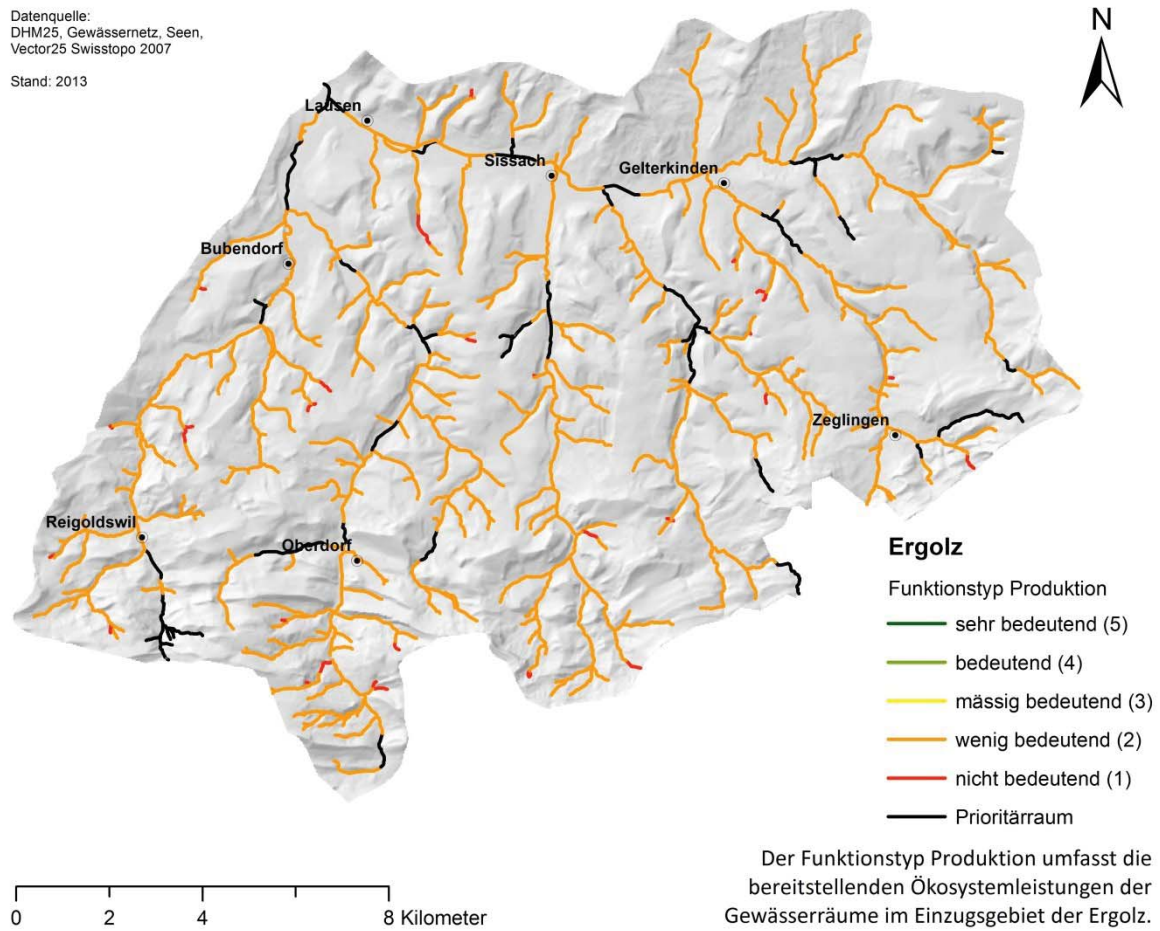 Datenquelle:
DHM25, Gewässernetz, Seen,
Vector25 Swisstopo 2007
Stand: 2013
N
Lausen
Sissach
Gelterkinden
Bubendorf
Zeglingen
Reigoldswil
Oberdorf
Ergolz
Funktionstyp Produktion
sehr bedeutend (5)
bedeutend (4)
mässig bedeutend (3)
wenig bedeutend (2)
nicht bedeutend (1)
Prioritärraum
Der Funktionstyp Produktion umfasst die
bereitstellenden Ökosystemleistungen der
Gewässerräume im Einzugsgebiet der Ergolz.
0 2 4 8 Kilometer